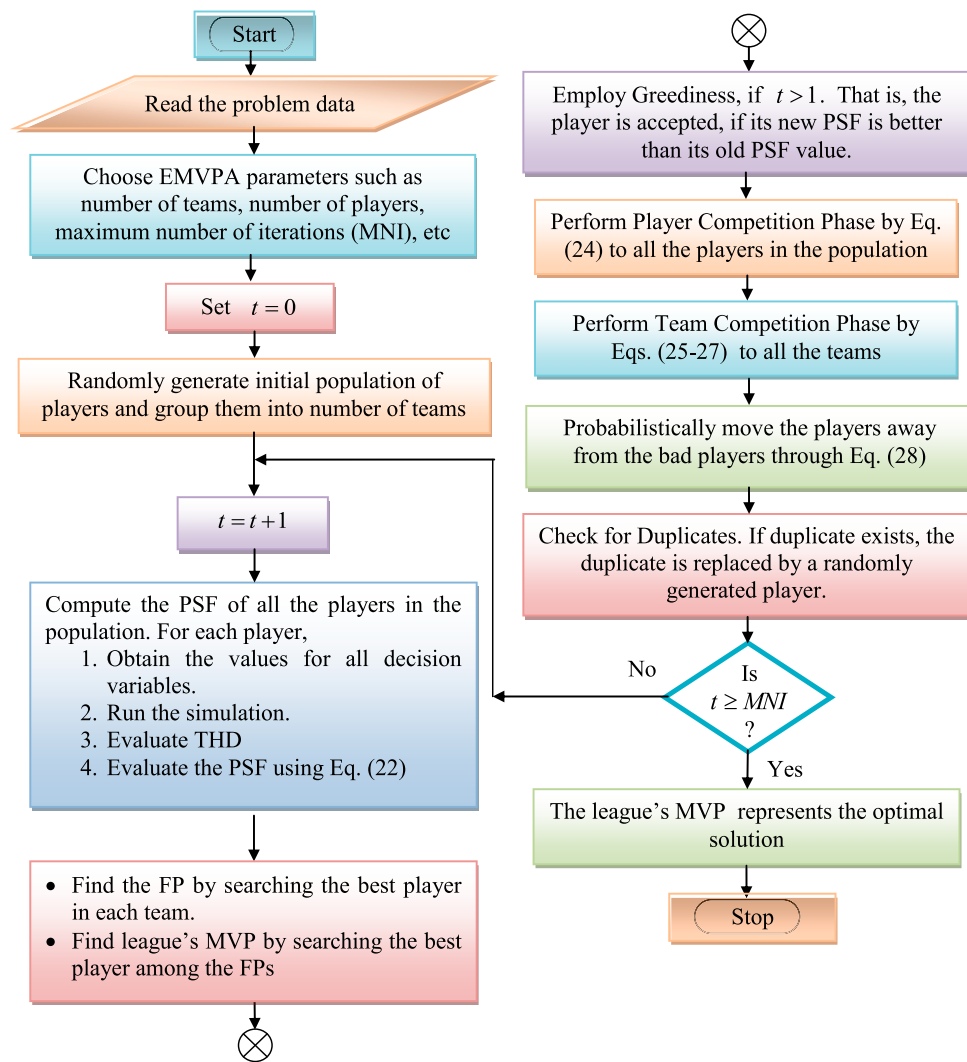 Start
Read the problem data
Choose EMVPA parameters such as
number of teams, number of players,
maximum number of iterations (MNI), etc
Set t = 0
Randomly generate initial population of
players and group them into number of teams
t = t + 1
Compute the PSF of all the players in the
population. For each player,
1. Obtain the values for all decision
variables.
2. Run the simulation.
3. Evaluate THD
4. Evaluate the PSF using Eq. (22)
• Find the FP by searching the best player
in each team.
• Find league’s MVP by searching the best
player among the FPs
Employ Greediness, if t > 1. That is, the
player is accepted, if its new PSF is better
than its old PSF value.
Perform Player Competition Phase by Eq.
(24) to all the players in the population
Perform Team Competition Phase by
Eqs. (25-27) to all the teams
Probabilistically move the players away
from the bad players through Eq. (28)
Check for Duplicates. If duplicate exists, the
duplicate is replaced by a randomly
generated player.
No
Is
t ≥ MNI
?
Yes
The league’s MVP represents the optimal
solution
Stop